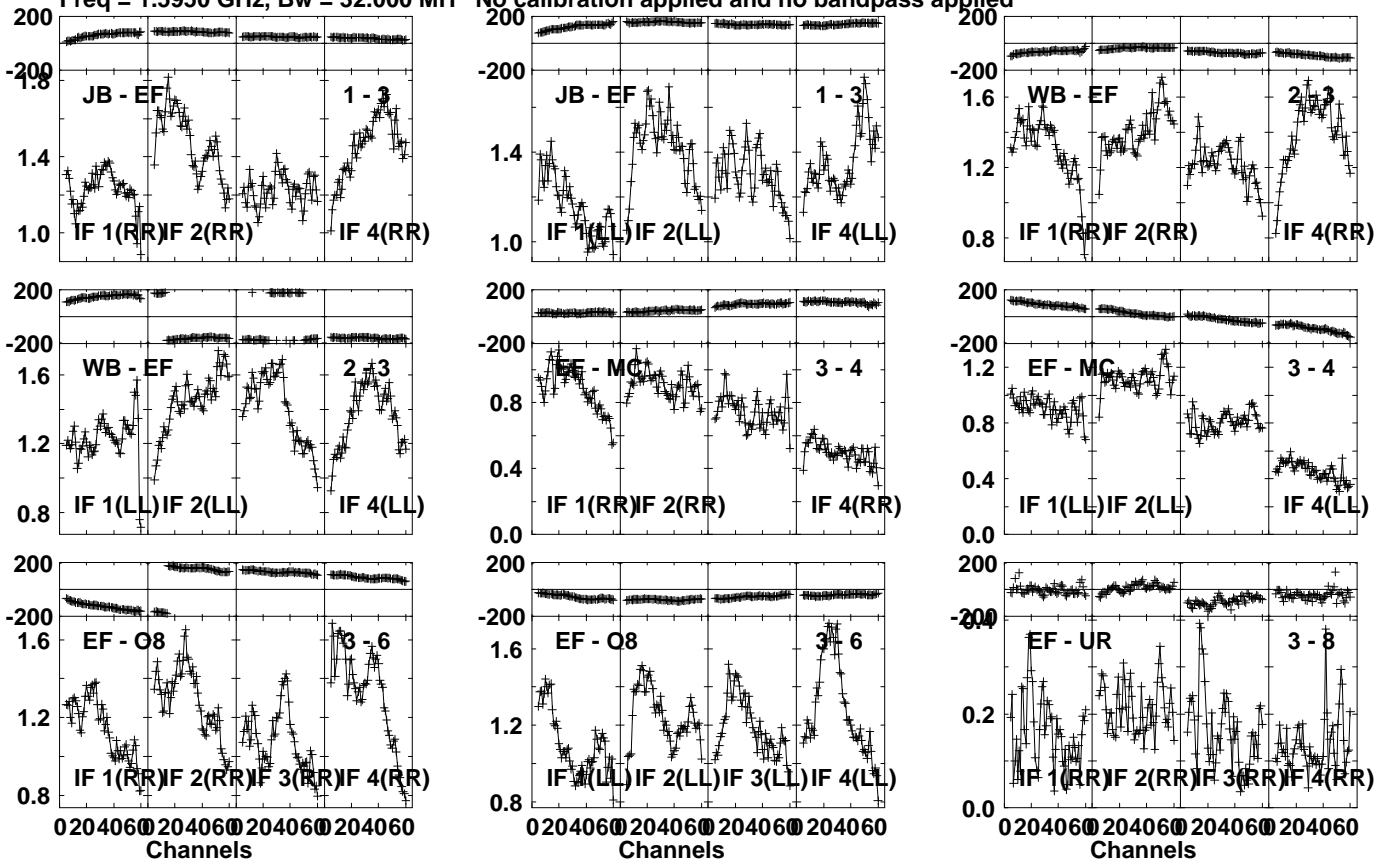 Freq = 1.5950 GHz, Bw = 32.000 MH No calibration applied and no bandpass applied
200
-200
1.8
1.4
1.0
JB - EF 1 - 3
IF 1(RR) IF 2(RR) IF 4(RR)
200
-200
1.4
1.0
JB - EF 1 - 3
IF 1(LL) IF 2(LL) IF 4(LL)
200
-200
1.6
1.2
0.8
WB - EF 2 - 3
IF 1(RR) IF 2(RR) IF 4(RR)
200
-200
1.6
1.2
0.8
WB - EF 2 - 3
IF 1(LL) IF 2(LL) IF 4(LL)
200
-200
0.8
0.4
0.0
EF - MC 3 - 4
IF 1(RR) IF 2(RR) IF 4(RR)
200
-200
1.2
0.8
0.4
0.0
EF - MC 3 - 4
IF 1(LL) IF 2(LL) IF 4(LL)
200
-200
1.6
1.2
0.8
EF - O8 3 - 6
IF 1(RR) IF 2(RR) IF 3(RR) IF 4(RR)
0 20 40 60 0 20 40 60 0 20 40 60 0 20 40 60
Channels
200
-200
1.6
1.2
0.8
EF - O8 3 - 6
IF 1(LL) IF 2(LL) IF 3(LL) IF 4(LL)
0 20 40 60 0 20 40 60 0 20 40 60 0 20 40 60
Channels
200
-200
0.4
0.2
0.0
EF - UR 3 - 8
IF 1(RR) IF 2(RR) IF 3(RR) IF 4(RR)
0 20 40 60 0 20 40 60 0 20 40 60 0 20 40 60
Channels